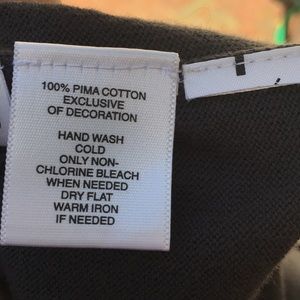 100% PIMA COTTON
EXCLUSIVE
OF DECORATION
HAND WASH
COLD
ONLY NON-
CHLORINE BLEACH
WHEN NEEDED
DRY FLAT
WARM IRON
IF NEEDED